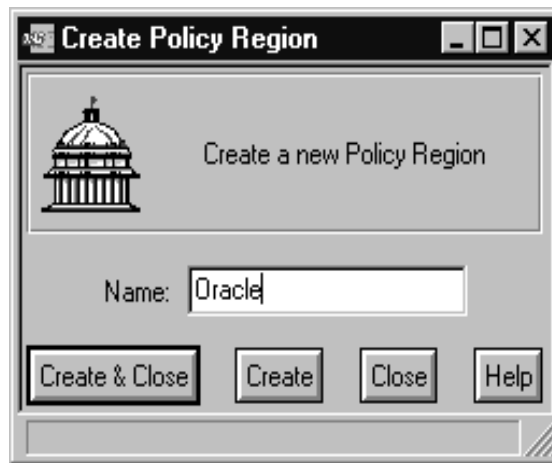 Create Policy Region
Create a new Policy Region
Name: Oracle
Create & Close Create Close Help